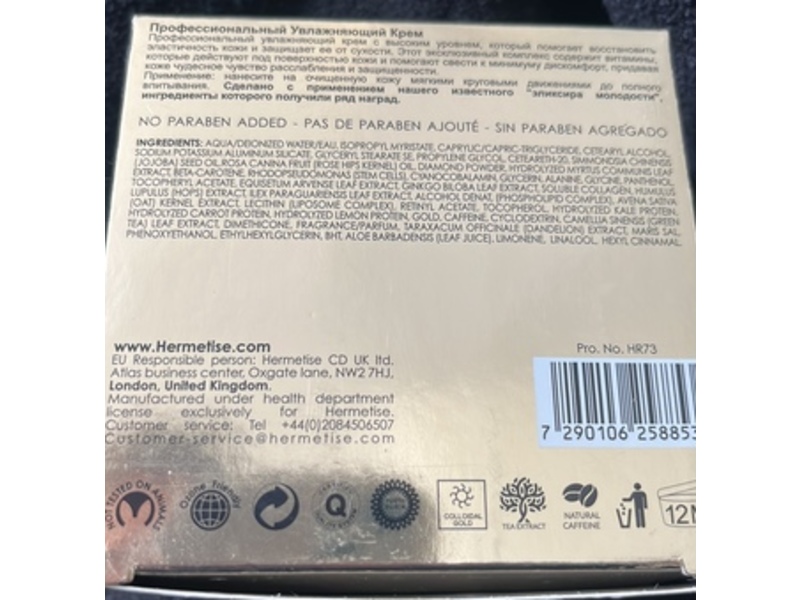 Профессиональный Увлажняющий Крем
Профессиональный увлажняющий крем с высоким уровнем, который помогает восстановить
эластичность кожи и защищает ее от сухости. Этот эксклюзивный комплекс содержит витамины,
которые действуют под поверхностью кожи и помогают свести к минимуму дискомфорт, придавая
коже чудесное чувство расслабления и защищенности.
Применение: нанесите на очищенную кожу мягкими круговыми движениями до полного
впитывания. Сделано с применением нашего известного "эликсира молодости",
ингредиенты которого получили ряд наград.
NO PARABEN ADDED - PAS DE PARABEN AJOUTÉ - SIN PARABEN AGREGADO
INGREDIENTS: AQUA/DEIONIZED WATER/EAU, ISOPROPYL MYRISTATE, CAPRYLIC/CAPRIC-TRIGLYCERIDE, CETEARYL ALCOHOL,
SODIUM POTASSIUM ALUMINUM SILICATE, GLYCERYL STEARATE SE, PROPYLENE GLYCOL, CETEARETH-20, SIMMONDSIA CHINENSIS
(JOJOBA) SEED OIL, ROSA CANINA FRUIT (ROSE HIPS KERNEL) OIL, DIAMOND POWDER, HYDROLYZED MYRTUS COMMUNIS LEAF
EXTRACT, BETA-CAROTENE, RHODOPSEUDOMONAS (STEM CELLS), CYANOCOBALAMIN, GLYCERIN, ALANINE, GLYCINE, PANTHENOL,
TOCOPHERYL ACETATE, EQUISETUM ARVENSE LEAF EXTRACT, GINKGO BILOBA LEAF EXTRACT, SOLUBLE COLLAGEN, HUMULUS
LUPULUS (HOPS) EXTRACT, ILEX PARAGUARIENSIS LEAF EXTRACT, ALCOHOL DENAT, (PHOSPHOLIPID COMPLEX), AVENA SATIVA
(OAT) KERNEL EXTRACT, LECITHIN (LIPOSOME COMPLEX), RETINYL ACETATE, TOCOPHEROL, HYDROLYZED KALE PROTEIN,
HYDROLYZED CARROT PROTEIN, HYDROLYZED LEMON PROTEIN, GOLD, CAFFEINE, CYCLODEXTRIN, CAMELLIA SINENSIS (GREEN
TEA) LEAF EXTRACT, DIMETHICONE, FRAGRANCE/PARFUM, TARAXACUM OFFICINALE (DANDELION) EXTRACT, MARIS SAL,
PHENOXYETHANOL, ETHYLHEXYLGLYCERIN, BHT, ALOE BARBADENSIS (LEAF JUICE), LIMONENE, LINALOOL, HEXYL CINNAMAL.
www.Hermetise.com
EU Responsible person: Hermetise CD UK ltd.
Atlas business center, Oxgate lane, NW2 7HJ,
London, United Kingdom.
Manufactured under health department
license exclusively for Hermetise.
Customer service: Tel +44(0)2084506507
Customer-service@hermetise.com
Pro. No. HR73
7 290106 258853
NOT TESTED ON ANIMALS
Ozone friendly
Q
COLLOIDAL
GOLD
TEA EXTRACT
NATURAL
CAFFEINE
12M